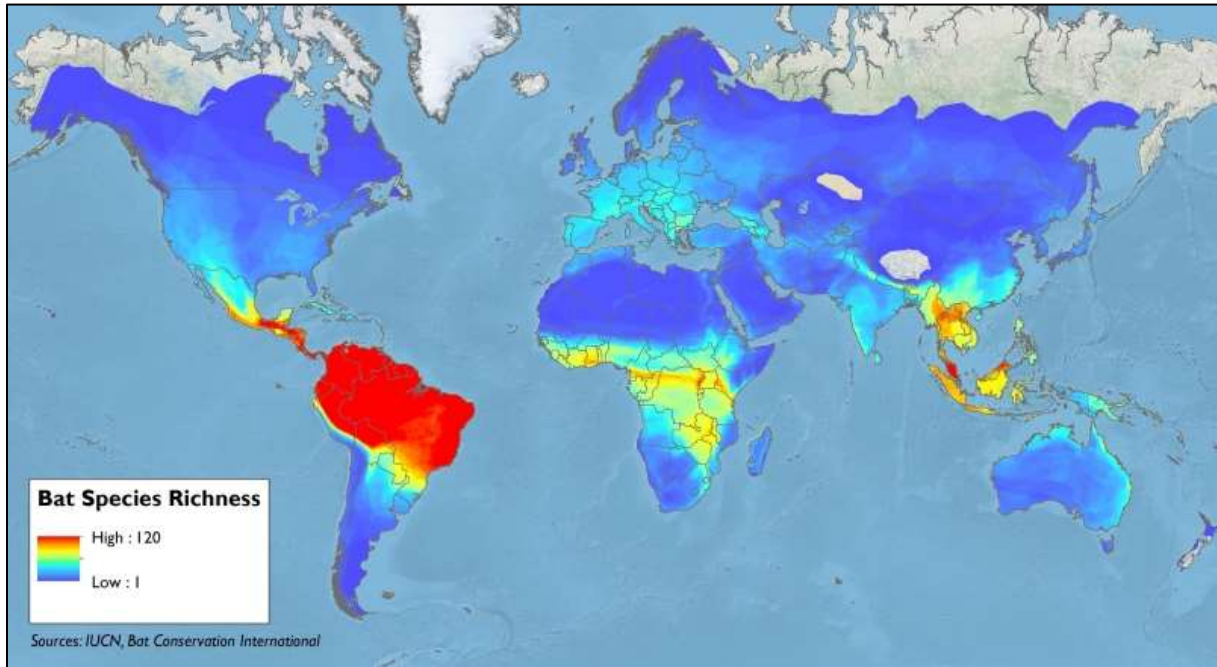 Bat Species Richness
High : 120
Low : 1
Sources: IUCN, Bat Conservation International